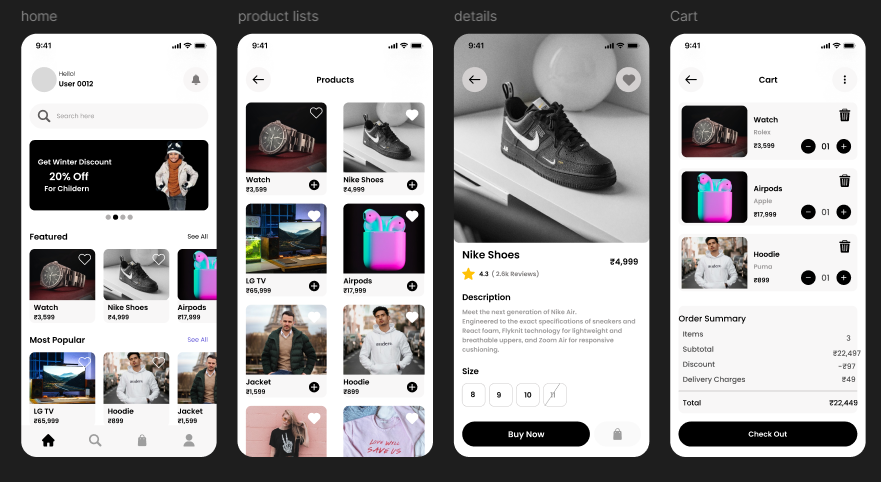 home
product lists
details
Cart
9:41
Hello!
User 0012
Search here
Get Winter Discount
20% Off
For Childern
Featured
See All
Watch
₹3,599
Nike Shoes
₹4,999
Airpods
₹17,999
Most Popular
See All
LG TV
₹65,999
Hoodie
₹899
Jacket
₹1,599
9:41
Products
Watch
₹3,599
Nike Shoes
₹4,999
LG TV
₹65,999
Airpods
₹17,999
Jacket
₹1,599
Hoodie
₹899
LOVE WILL
SAVE US
9:41
Nike Shoes
₹4,999
4.3 ( 2.6k Reviews)
Description
Meet the next generation of Nike Air.
Engineered to the exact specifications of sneakers and
React foam, Flyknit technology for lightweight and
breathable uppers, and Zoom Air for responsive
cushioning.
Size
8
9
10
11
Buy Now
9:41
Cart
Watch
Rolex
₹3,599
01
Airpods
Apple
₹17,999
01
Hoodie
Puma
₹899
01
Order Summary
Items 3
Subtotal ₹22,497
Discount -₹97
Delivery Charges ₹49
Total ₹22,449
Check Out